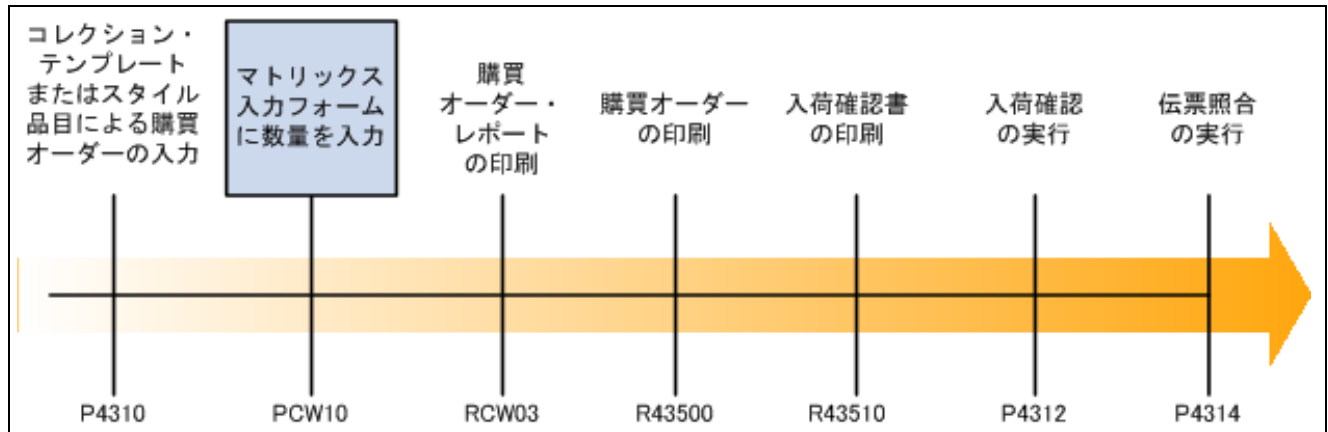 コレクション・
テンプレート
またはスタイル
品目による購買
オーダーの入力
マトリックス
入力フォーム
に数量を入力
購買
オーダー・
レポート
の印刷
購買オーダー
の印刷
入荷確認書
の印刷
入荷確認
の実行
伝票照合
の実行
P4310
PCW10
RCW03
R43500
R43510
P4312
P4314